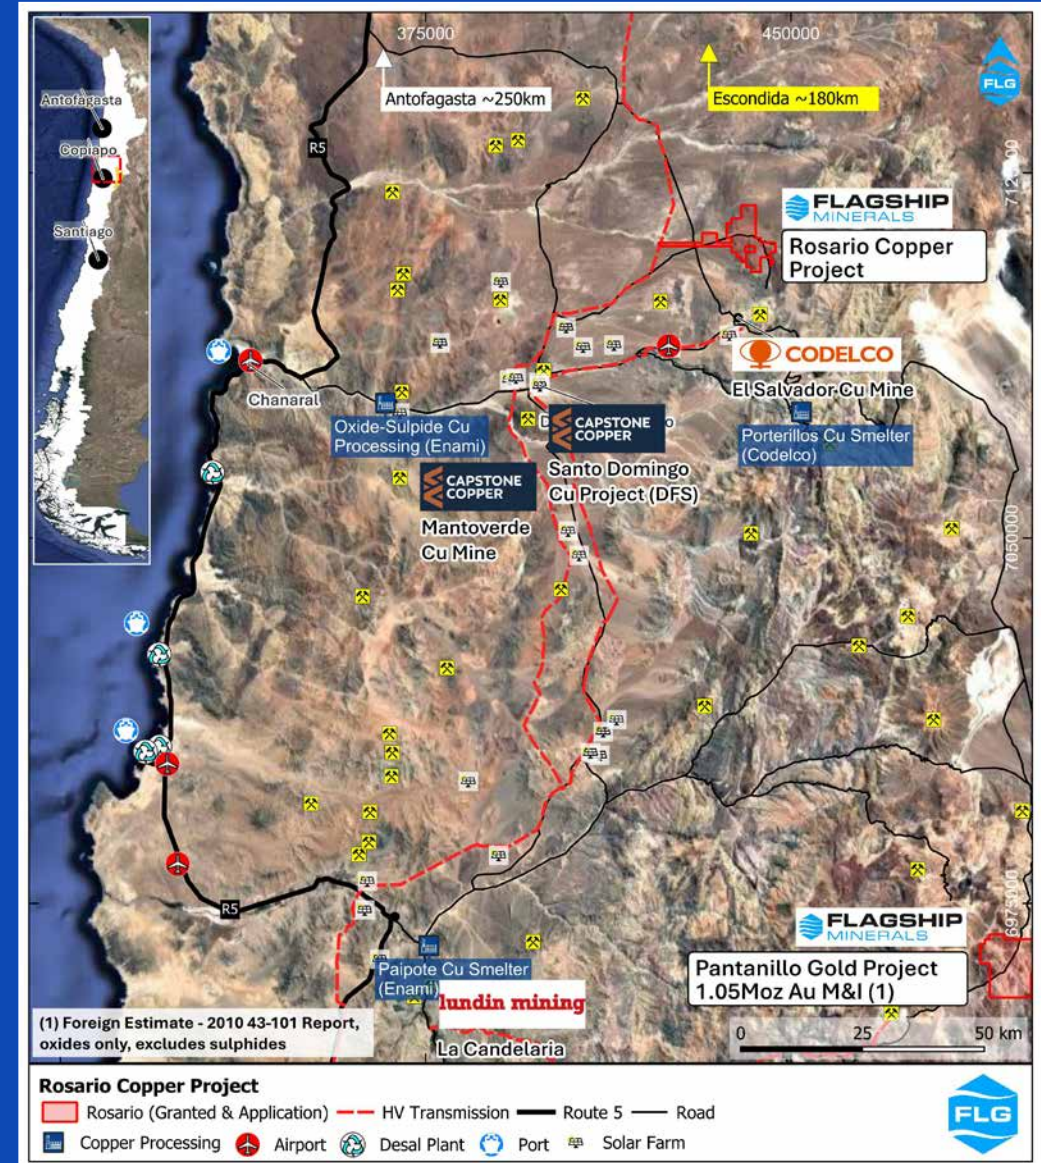 375000
450000
FLG
Antofagasta ~250km
Escondida ~180km
Antofagasta
Copiapo
Santiago
R5
FLAGSHIP
MINERALS
Rosario Copper
Project
CODELCO
El Salvador Cu Mine
Chanaral
Oxide-Sulpide Cu
Processing (Enami)
CAPSTONE
COPPER
Santo Domingo
Cu Project (DFS)
Porterillos Cu Smelter
(Codelco)
CAPSTONE
COPPER
Mantoverde
Cu Mine
7050000
R5
6975000
FLAGSHIP
MINERALS
Pantanillo Gold Project
1.05Moz Au M&I (1)
Paipote Cu Smelter
(Enami)
lundin mining
La Candelaria
(1) Foreign Estimate - 2010 43-101 Report,
oxides only, excludes sulphides
0 25 50 km
Rosario Copper Project
Rosario (Granted & Application) HV Transmission Route 5 Road
Copper Processing Airport Desal Plant Port Solar Farm
FLG